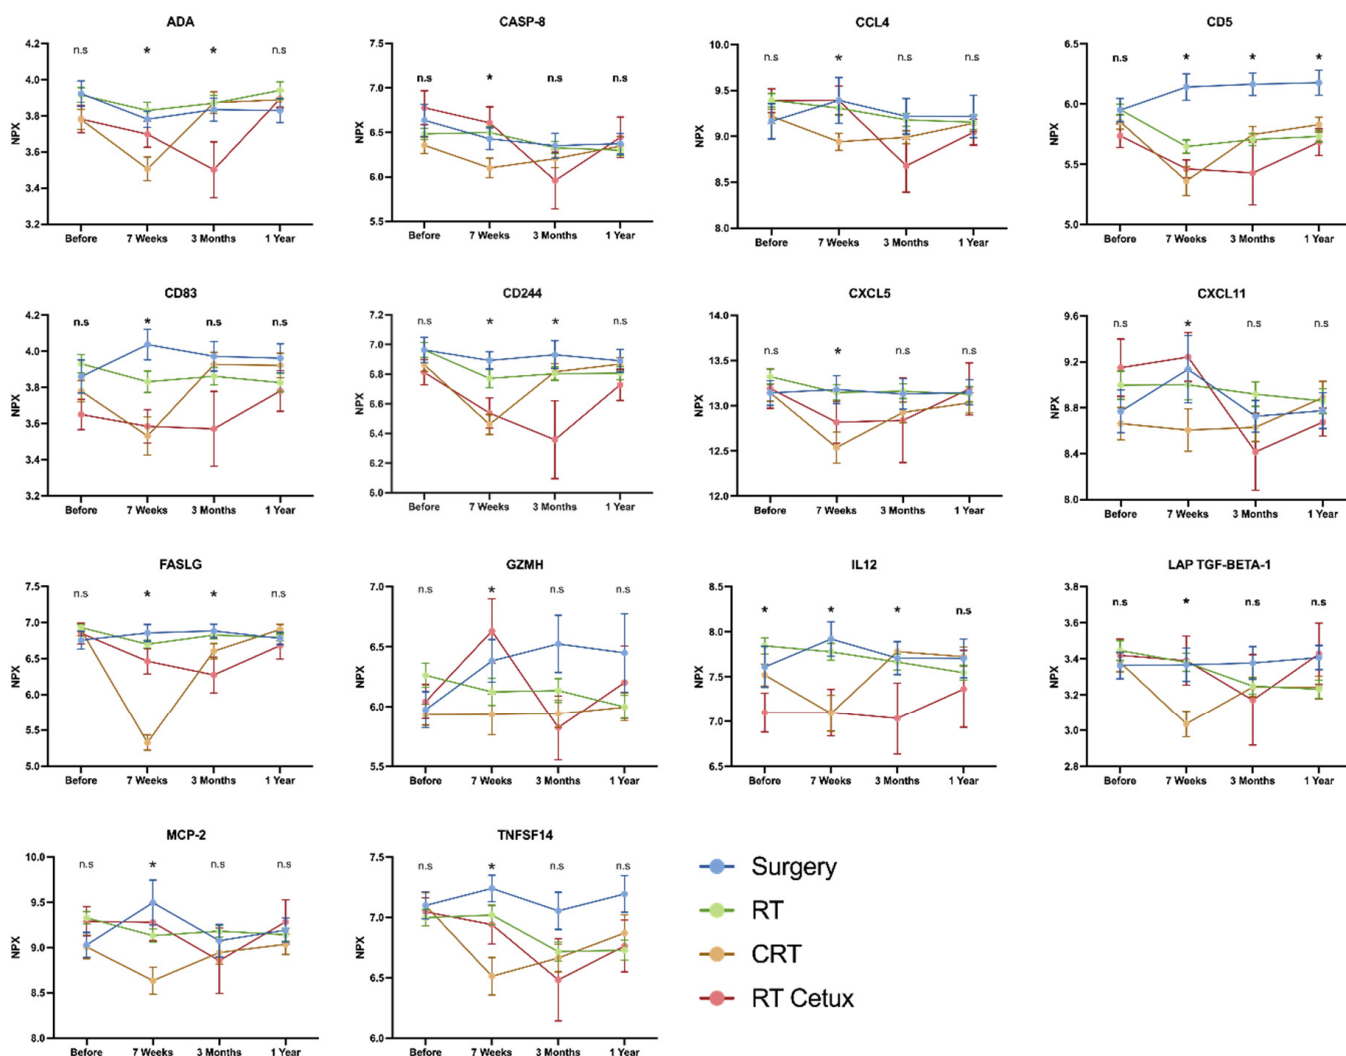 ADA
CASP-8
CCL4
CD5
4.2
4.0
3.8
3.6
3.4
3.2
NPX
n.s * * n.s
Before 7 Weeks 3 Months 1 Year
7.5
7.0
6.5
6.0
5.5
NPX
n.s * n.s n.s
Before 7 Weeks 3 Months 1 Year
10.0
9.5
9.0
8.5
8.0
NPX
n.s * n.s n.s
Before 7 Weeks 3 Months 1 Year
6.5
6.0
5.5
5.0
NPX
n.s * * *
Before 7 Weeks 3 Months 1 Year
CD83
CD244
CXCL5
CXCL11
4.2
4.0
3.8
3.6
3.4
3.2
NPX
n.s * n.s n.s
Before 7 Weeks 3 Months 1 Year
7.2
7.0
6.8
6.6
6.4
6.2
6.0
NPX
n.s * * n.s
Before 7 Weeks 3 Months 1 Year
14.0
13.5
13.0
12.5
12.0
NPX
n.s * n.s n.s
Before 7 Weeks 3 Months 1 Year
9.6
9.2
8.8
8.4
8.0
NPX
n.s * n.s n.s
Before 7 Weeks 3 Months 1 Year
FASLG
GZMH
IL12
LAP TGF-BETA-1
7.5
7.0
6.5
6.0
5.5
5.0
NPX
n.s * * n.s
Before 7 Weeks 3 Months 1 Year
7.0
6.5
6.0
5.5
NPX
n.s * n.s n.s
Before 7 Weeks 3 Months 1 Year
8.5
8.0
7.5
7.0
6.5
NPX
* * * n.s
Before 7 Weeks 3 Months 1 Year
3.8
3.6
3.4
3.2
3.0
2.8
NPX
n.s * n.s n.s
Before 7 Weeks 3 Months 1 Year
MCP-2
TNFSF14
10.0
9.5
9.0
8.5
8.0
NPX
n.s * n.s n.s
Before 7 Weeks 3 Months 1 Year
7.5
7.0
6.5
6.0
NPX
n.s * n.s n.s
Before 7 Weeks 3 Months 1 Year
Surgery
RT
CRT
RT Cetux